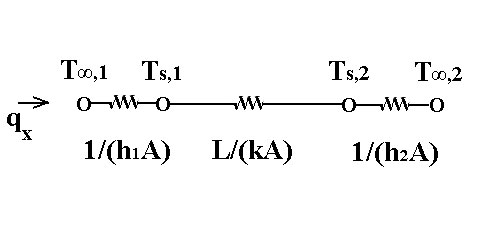 T∞,1 Ts,1 Ts,2 T∞,2
qx
1/(h1A) L/(kA) 1/(h2A)